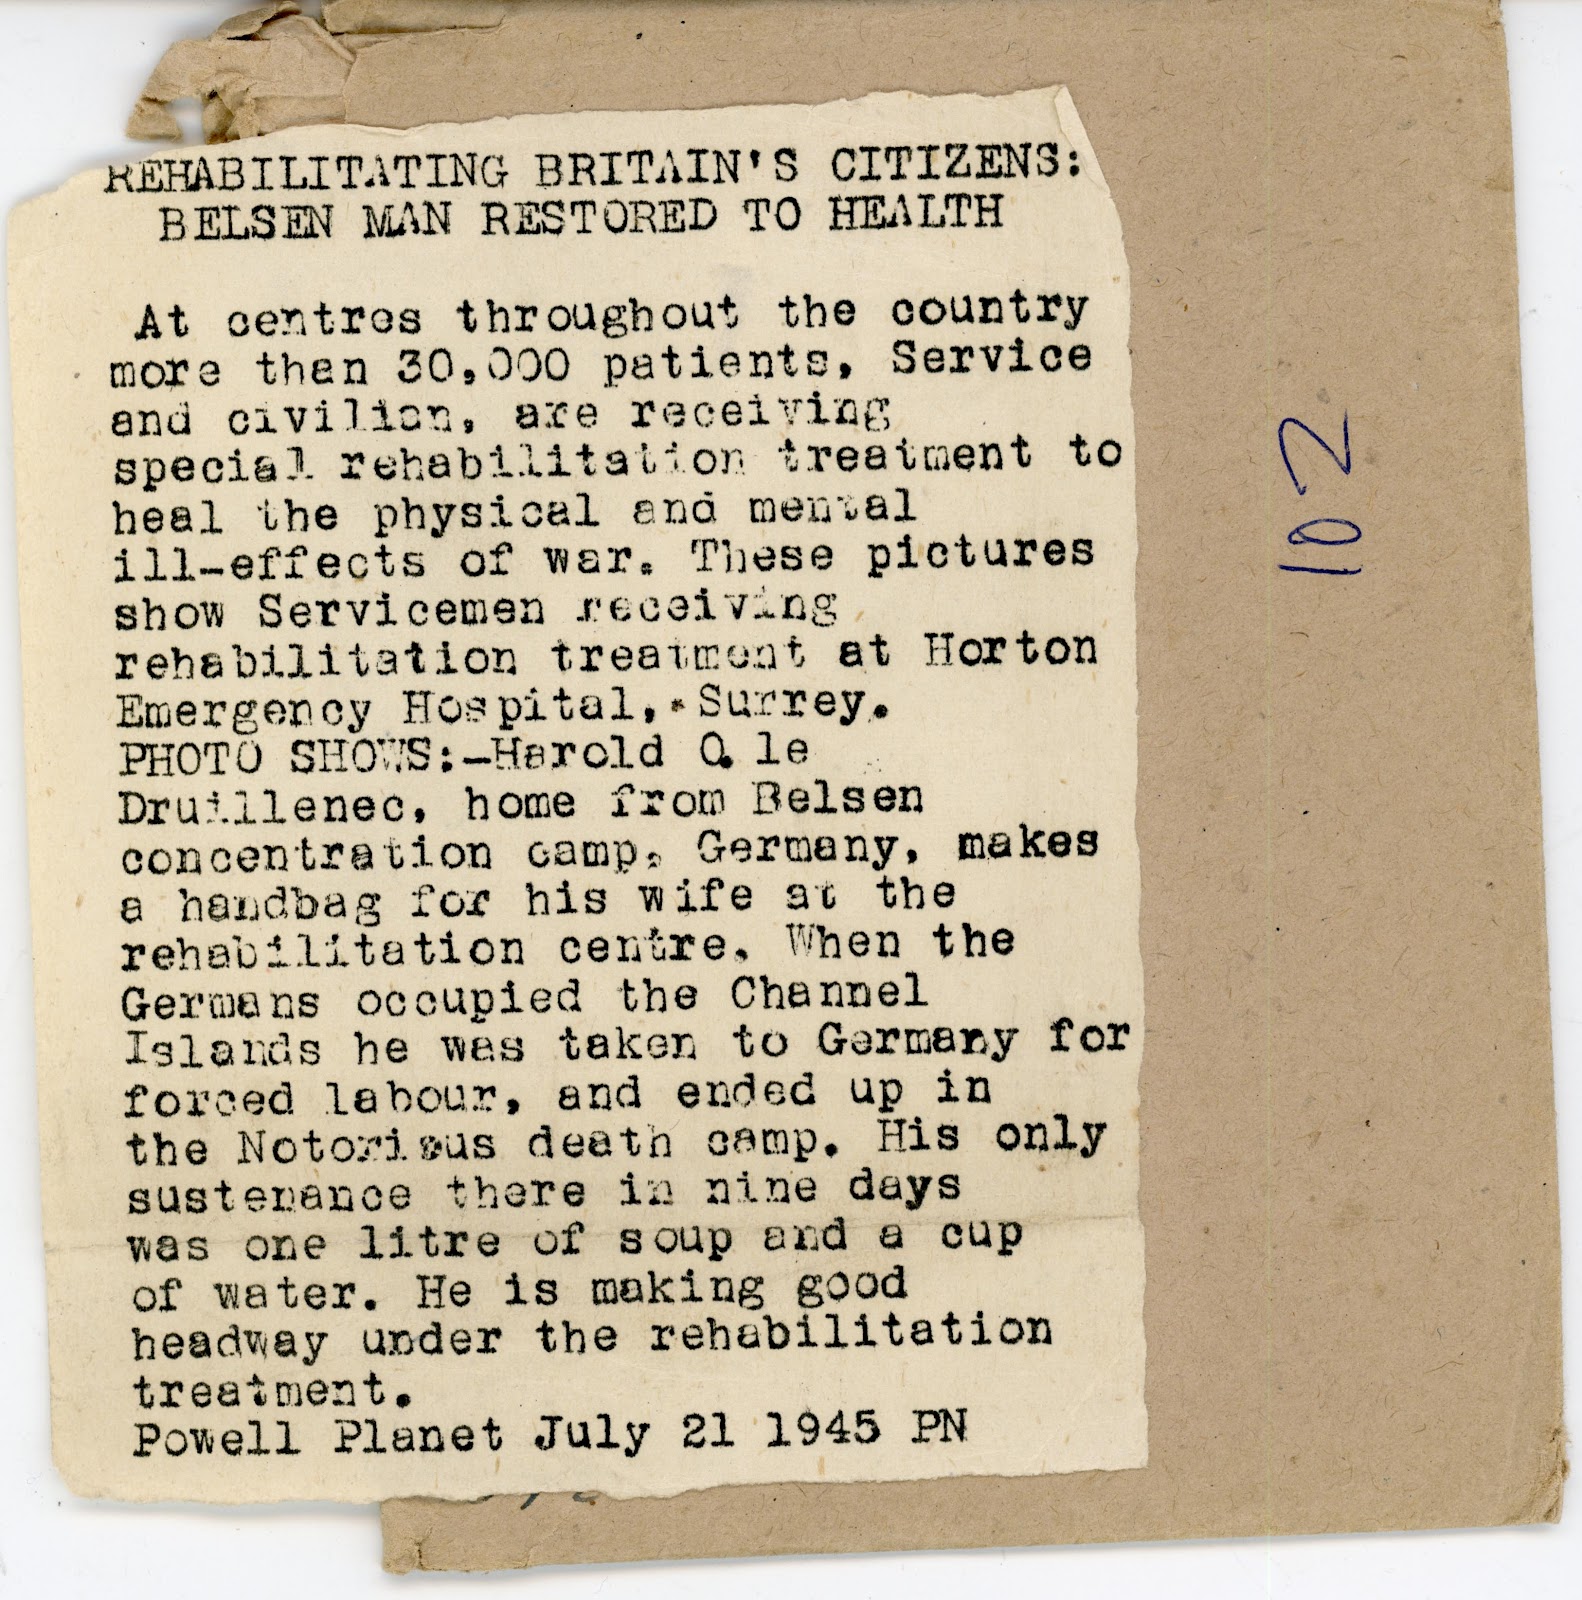 REHABILITATING BRITAIN'S CITIZENS:
BELSEN MAN RESTORED TO HEALTH
At centres throughout the country
more than 30,000 patients, Service
and civilian, are receiving
special rehabilitation treatment to
heal the physical and mental
ill-effects of war. These pictures
show Servicemen receiving
rehabilitation treatment at Horton
Emergency Hospital, Surrey.
PHOTO SHOWS:-Harold O. le
Druillenec, home from Belsen
concentration camp, Germany, makes
a handbag for his wife at the
rehabilitation centre. When the
Germans occupied the Channel
Islands he was taken to Germany for
forced labour, and ended up in
the Notorious death camp. His only
sustenance there in nine days
was one litre of soup and a cup
of water. He is making good
headway under the rehabilitation
treatment.
Powell Planet July 21 1945 PN
102